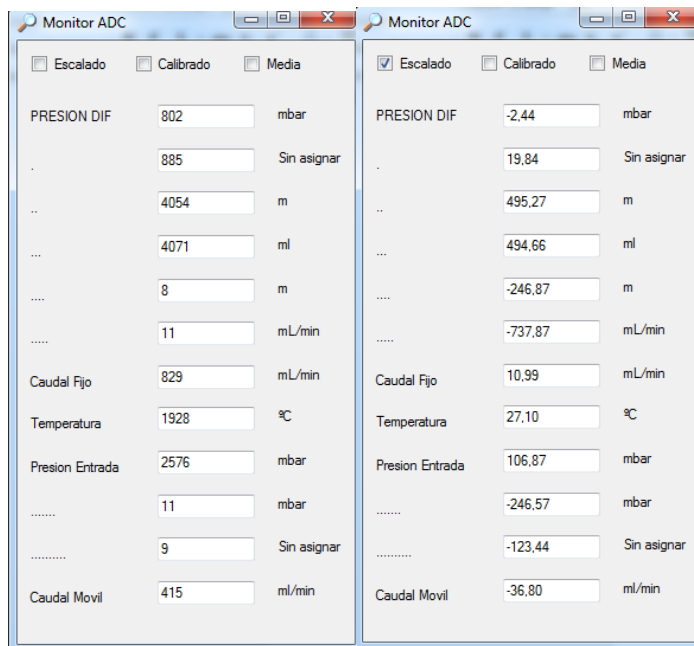 Monitor ADC
Escalado Calibrado Media
PRESION DIF 802 mbar
. 885 Sin asignar
.. 4054 m
... 4071 ml
.... 8 m
..... 11 mL/min
Caudal Fijo 829 mL/min
Temperatura 1928 ºC
Presion Entrada 2576 mbar
....... 11 mbar
.......... 9 Sin asignar
Caudal Movil 415 ml/min
Monitor ADC
Escalado Calibrado Media
PRESION DIF -2,44 mbar
. 19,84 Sin asignar
.. 495,27 m
... 494,66 ml
.... -246,87 m
..... -737,87 mL/min
Caudal Fijo 10,99 mL/min
Temperatura 27,10 ºC
Presion Entrada 106,87 mbar
....... -246,57 mbar
.......... -123,44 Sin asignar
Caudal Movil -36,80 ml/min